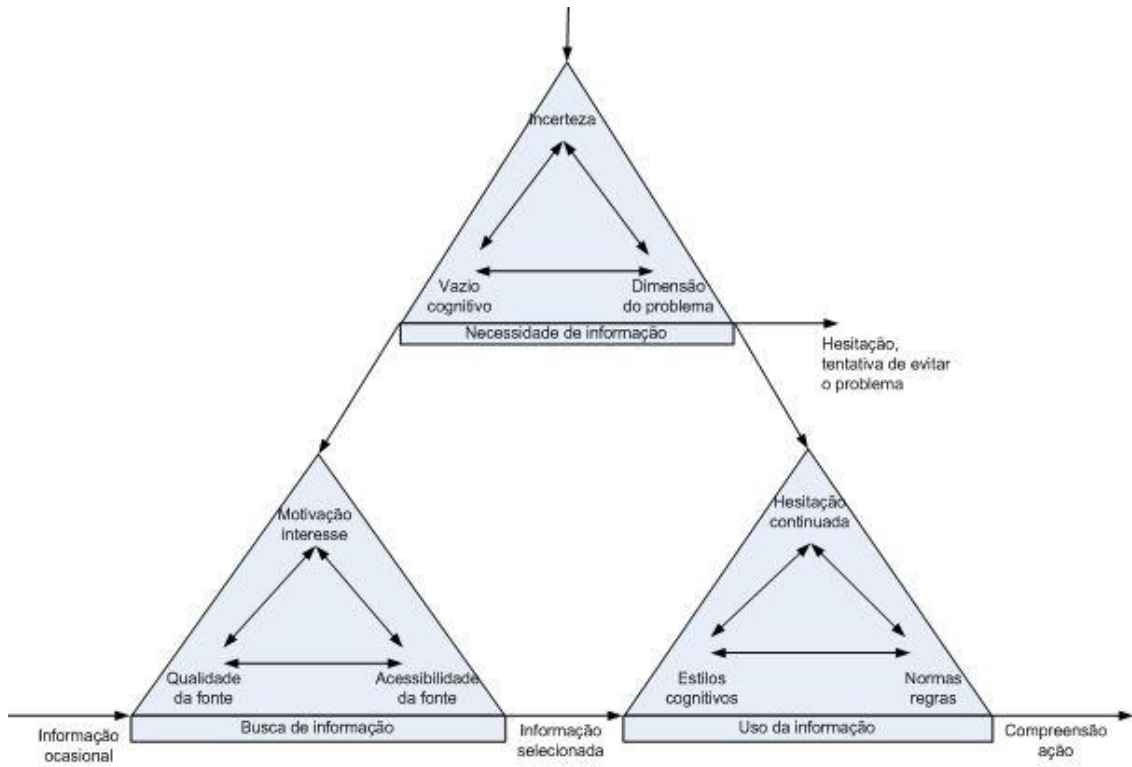 Incerteza
Vazio
cognitivo
Dimensão
do problema
Necessidade de informação
Hesitação,
tentativa de evitar
o problema
Motivação
interesse
Qualidade
da fonte
Acessibilidade
da fonte
Busca de informação
Informação
ocasional
Informação
selecionada
Hesitação
continuada
Estilos
cognitivos
Normas
regras
Uso da informação
Compreensão
ação